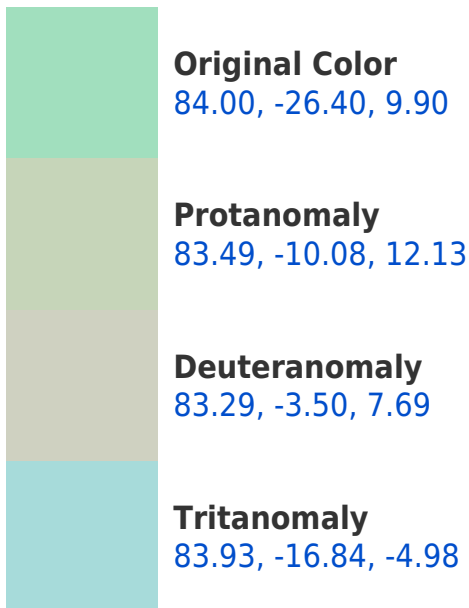 Original Color
84.00, -26.40, 9.90
Protanomaly
83.49, -10.08, 12.13
Deuteranomaly
83.29, -3.50, 7.69
Tritanomaly
83.93, -16.84, -4.98